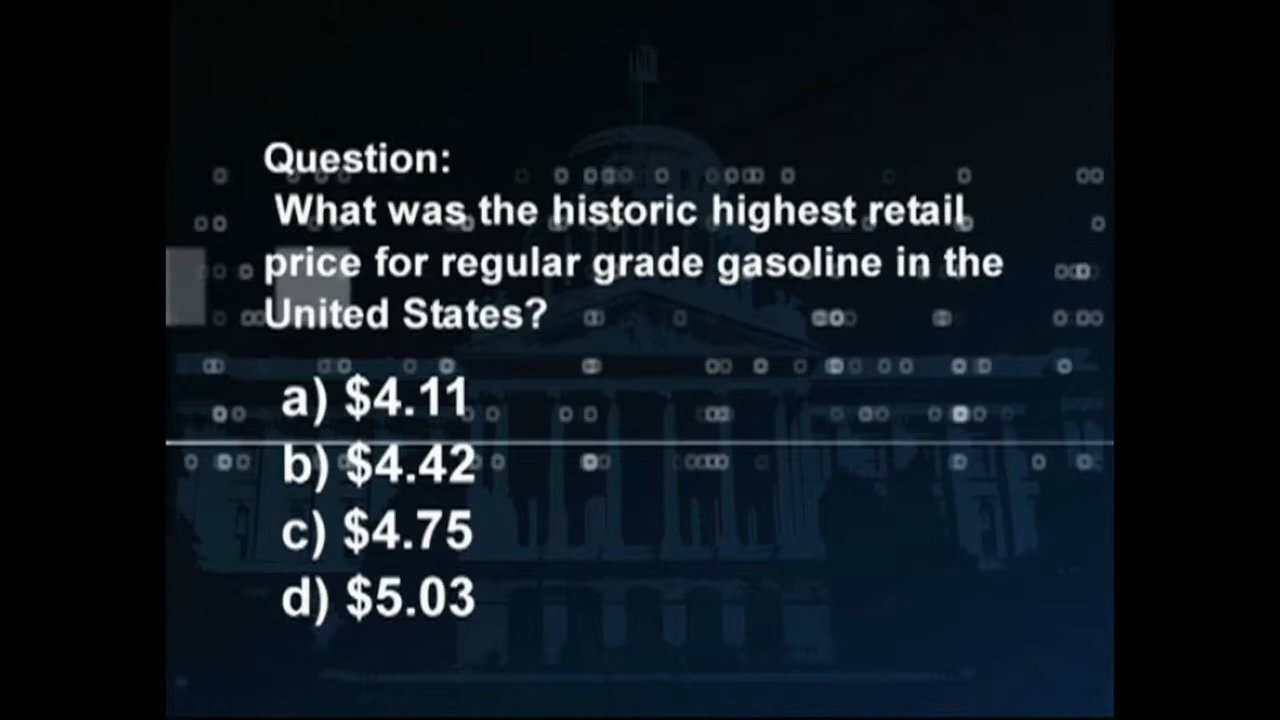 Question:
What was the historic highest retail
price for regular grade gasoline in the
United States?
a) $4.11
b) $4.42
c) $4.75
d) $5.03